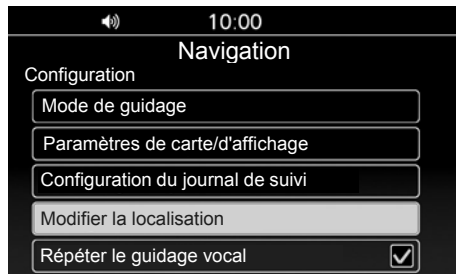 10:00
Navigation
Configuration
Mode de guidage
Paramètres de carte/d'affichage
Configuration du journal de suivi
Modifier la localisation
Répéter le guidage vocal